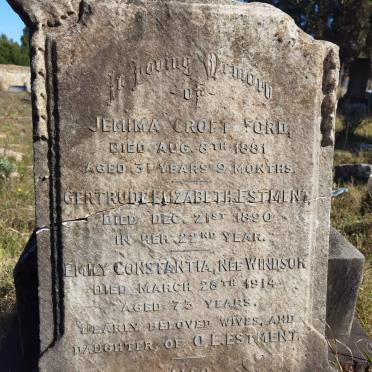 In Loving Memory
- OF -
JEMIMA CROFT FORD,
DIED AUG. 8TH 1881
AGED 31 YEARS 9 MONTHS.
GERTRUDE ELIZABETH ESTMENT,
DIED DEC. 21ST 1890
IN HER 22ND YEAR.
EMILY CONSTANTIA, NEE WINDSOR
DIED MARCH 28TH 1914
AGED 73 YEARS.
DEARLY BELOVED WIVES, AND
DAUGHTER, OF O. E. ESTMENT.
ALSO